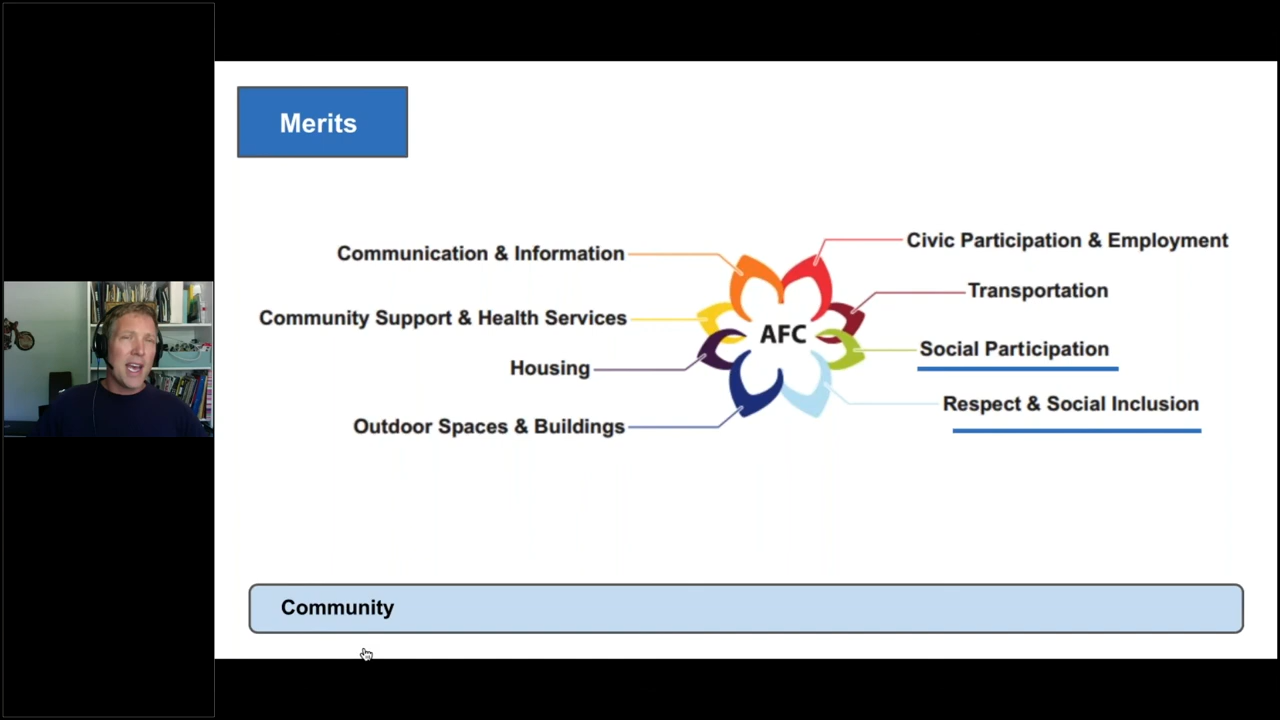 Merits
Communication & Information
Community Support & Health Services
Housing
Outdoor Spaces & Buildings
AFC
Civic Participation & Employment
Transportation
Social Participation
Respect & Social Inclusion
Community